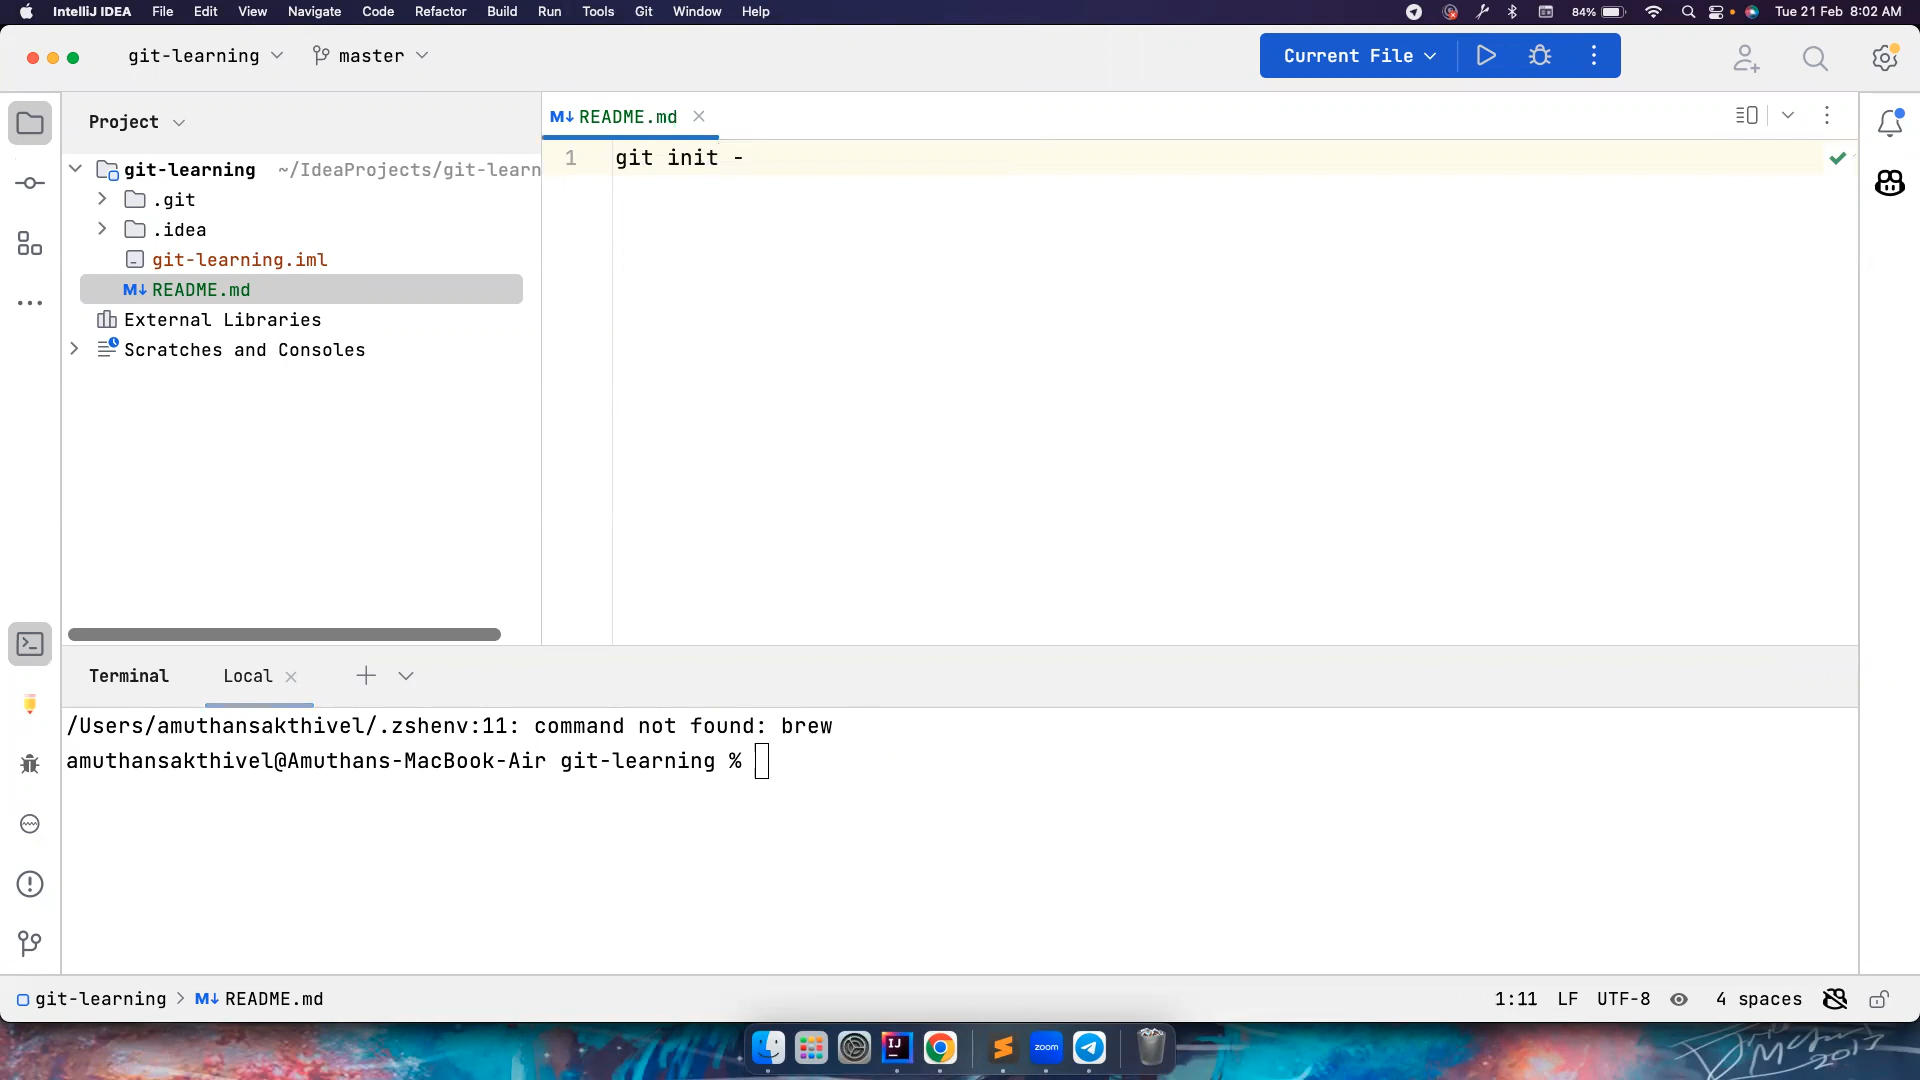 IntelliJ IDEA File Edit View Navigate Code Refactor Build Run Tools Git Window Help 84% Tue 21 Feb 8:02 AM
git-learning master Current File
Project
M↓ README.md
1 git init -
git-learning ~/IdeaProjects/git-learn
.git
.idea
git-learning.iml
M↓ README.md
External Libraries
Scratches and Consoles
Terminal Local
/Users/amuthansakthivel/.zshenv:11: command not found: brew
amuthansakthivel@Amuthans-MacBook-Air git-learning %
git-learning > M↓ README.md 1:11 LF UTF-8 4 spaces
IJ zoom
2017